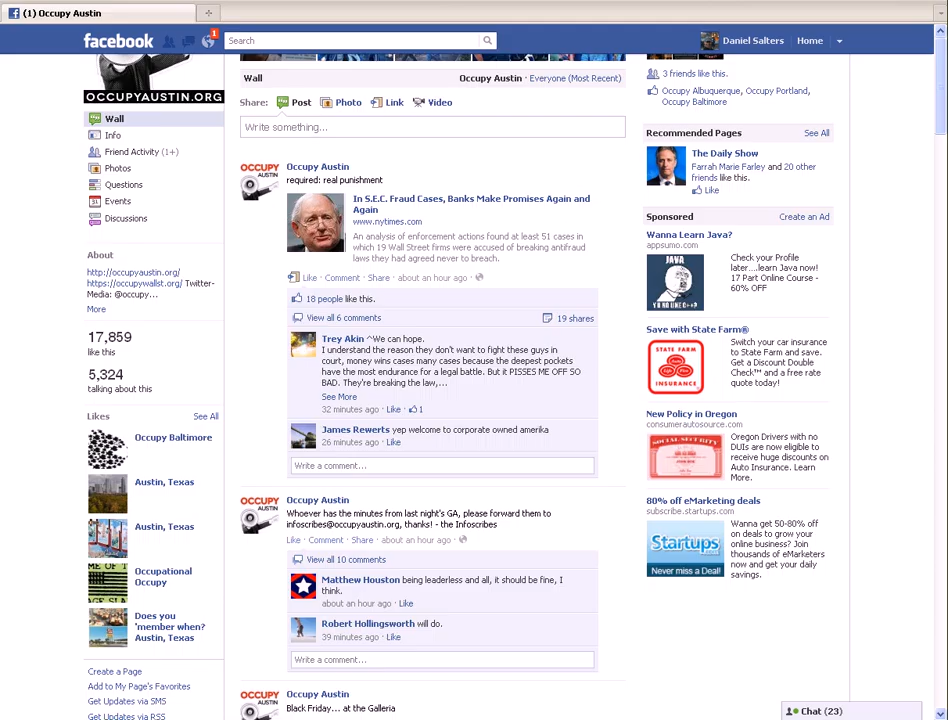 (1) Occupy Austin
facebook
1
Search
Daniel Salters
Home
OCCUPYAUSTIN.ORG
Wall
Info
Friend Activity (1+)
Photos
Questions
Events
Discussions
About
http://occupyaustin.org/
https://occupywallst.org/ Twitter-
Media: @occupy...
More
17,859
like this
5,324
talking about this
Likes
See All
Occupy Baltimore
Austin, Texas
Austin, Texas
Occupational
Occupy
Does you
'member when?
Austin, Texas
Create a Page
Add to My Page's Favorites
Get Updates via SMS
Get Updates via RSS
Wall
Occupy Austin · Everyone (Most Recent)
Share: Post Photo Link Video
Write something...
OCCUPY
AUSTIN
Occupy Austin
required: real punishment
In S.E.C. Fraud Cases, Banks Make Promises Again and
Again
www.nytimes.com
An analysis of enforcement actions found at least 51 cases in
which 19 Wall Street firms were accused of breaking antifraud
laws they had agreed never to breach.
Like · Comment · Share · about an hour ago ·
18 people like this.
View all 6 comments
19 shares
Trey Akin ^We can hope.
I understand the reason they don't want to fight these guys in
court, money wins cases many cases because the deepest pockets
have the most endurance for a legal battle. But it PISSES ME OFF SO
BAD. They're breaking the law,...
See More
32 minutes ago · Like · 1
James Rewerts yep welcome to corporate owned amerika
26 minutes ago · Like
Write a comment...
OCCUPY
AUSTIN
Occupy Austin
Whoever has the minutes from last night's GA, please forward them to
infoscribes@occupyaustin.org, thanks! - the Infoscribes
Like · Comment · Share · about an hour ago ·
View all 10 comments
Matthew Houston being leaderless and all, it should be fine, I
think.
about an hour ago · Like
Robert Hollingsworth will do.
39 minutes ago · Like
Write a comment...
OCCUPY
AUSTIN
Occupy Austin
Black Friday... at the Galleria
3 friends like this.
Occupy Albuquerque, Occupy Portland,
Occupy Baltimore
Recommended Pages
See All
The Daily Show
Farrah Marie Farley and 20 other
friends like this.
Like
Sponsored
Create an Ad
Wanna Learn Java?
appsumo.com
JAVA
Y U NO LIKE C++?
Check your Profile
later....learn Java now!
17 Part Online Course -
60% OFF
Save with State Farm®
STATE FARM
INSURANCE
Switch your car insurance
to State Farm and save.
Get a Discount Double
Check™ and a free rate
quote today!
New Policy in Oregon
consumerautosource.com
SOCIAL SECURITY
Oregon Drivers with no
DUIs are now eligible to
receive huge discounts on
Auto Insurance. Learn
More.
80% off eMarketing deals
subscribe.startups.com
Startups
Never miss a Deal!
Wanna get 50-80% off
on deals to grow your
online business? Join
thousands of eMarketers
now and get your daily
savings.
Chat (23)